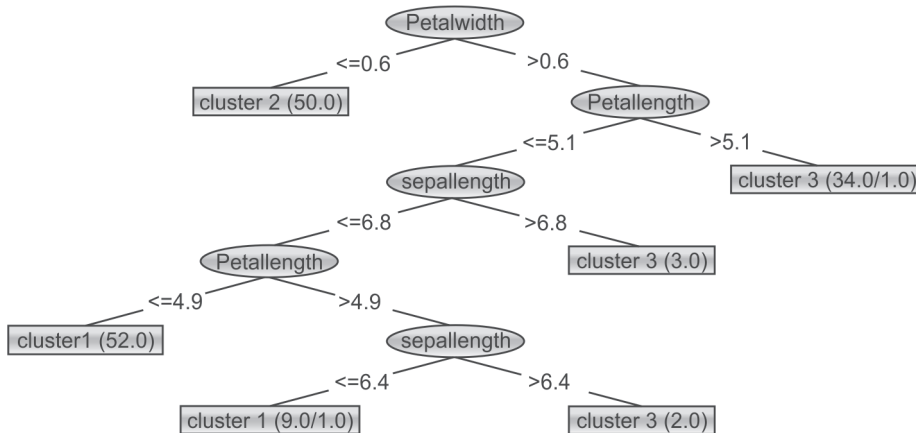 Petalwidth
<=0.6
>0.6
cluster 2 (50.0)
Petallength
<=5.1
>5.1
sepallength
cluster 3 (34.0/1.0)
<=6.8
>6.8
Petallength
cluster 3 (3.0)
<=4.9
>4.9
cluster1 (52.0)
sepallength
<=6.4
>6.4
cluster 1 (9.0/1.0)
cluster 3 (2.0)